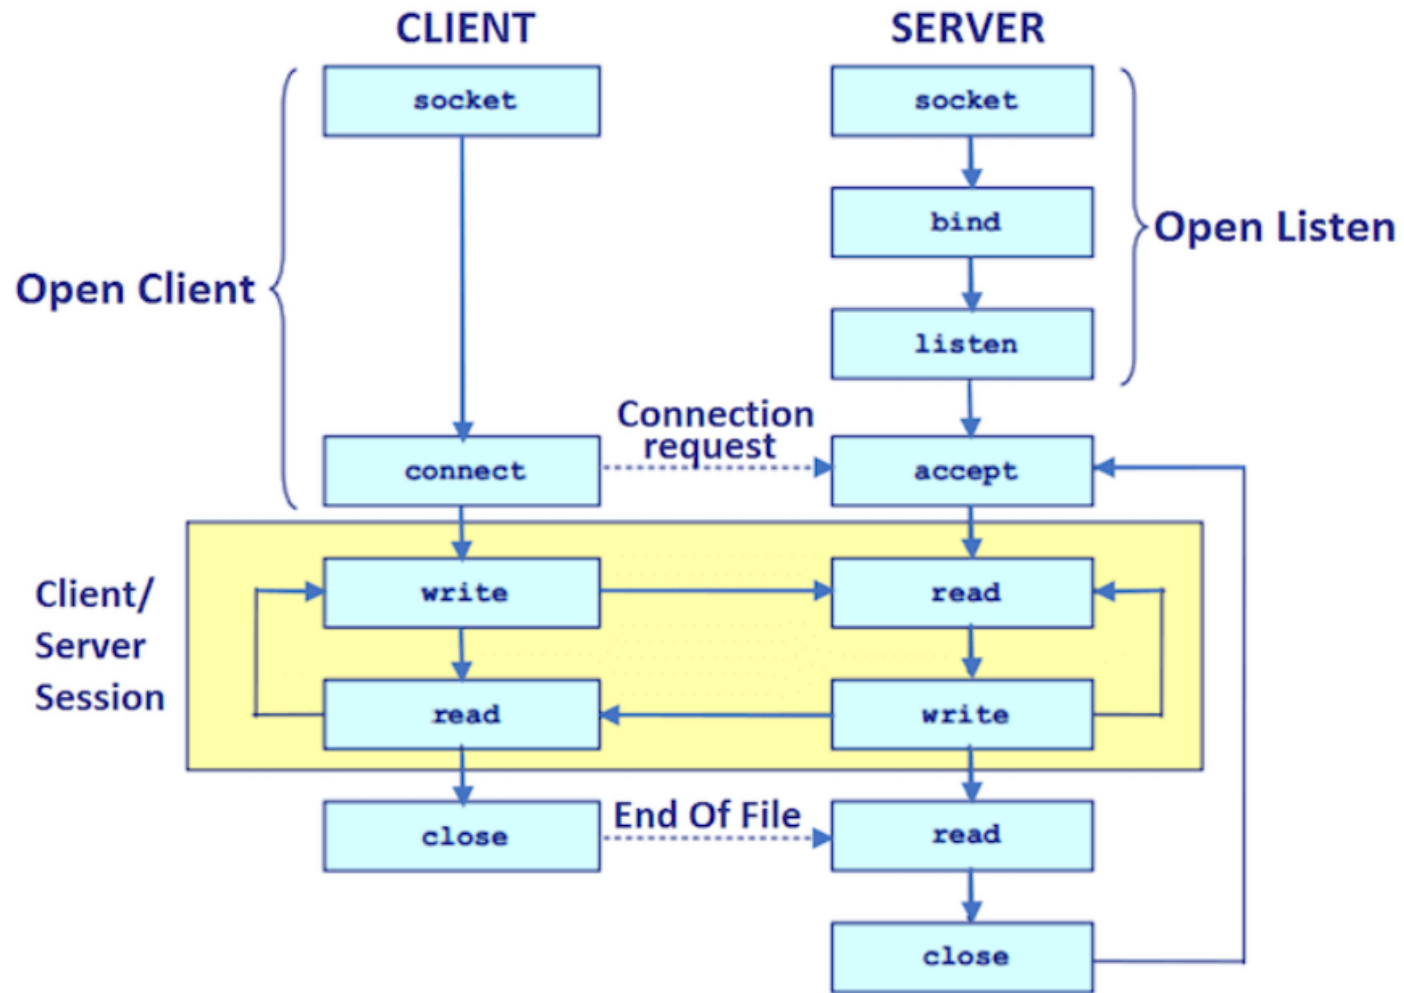 CLIENT
SERVER
socket
socket
bind
Open Listen
Open Client
listen
Connection
request
connect
accept
Client/
Server
Session
write
read
read
write
End Of File
close
read
close